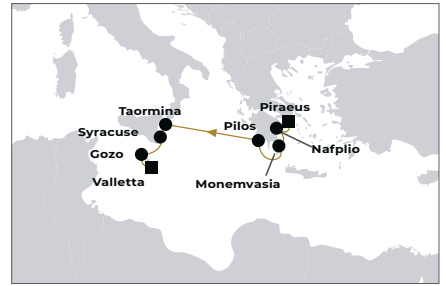 Taormina
Piraeus
Pilos
Syracuse
Nafplio
Gozo
Valletta
Monemvasia